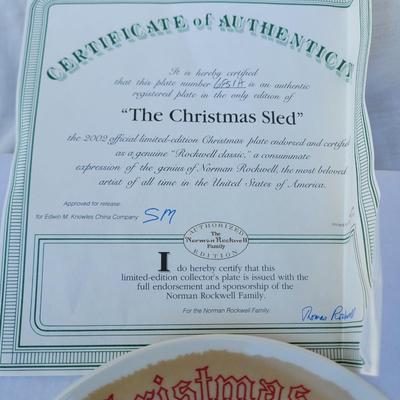 CERTIFICATE of AUTHENTICITY
It is hereby certified
that this plate number is an authentic
registered plate in the only edition of
"The Christmas Sled"
the 2002 official limited-edition Christmas plate endorsed and certified
as a genuine "Rockwell classic," a consummate
expression of the genius of Norman Rockwell, the most beloved
artist of all time in the United States of America.
Approved for release:
for Edwin M. Knowles China Company SM
AUTHORIZED
The
Norman Rockwell
Family
EDITION
I do hereby certify that this
limited-edition collector's plate is issued with the
full endorsement and sponsorship of the
Norman Rockwell Family.
For the Norman Rockwell Family. Thomas Rockwell
Christmas